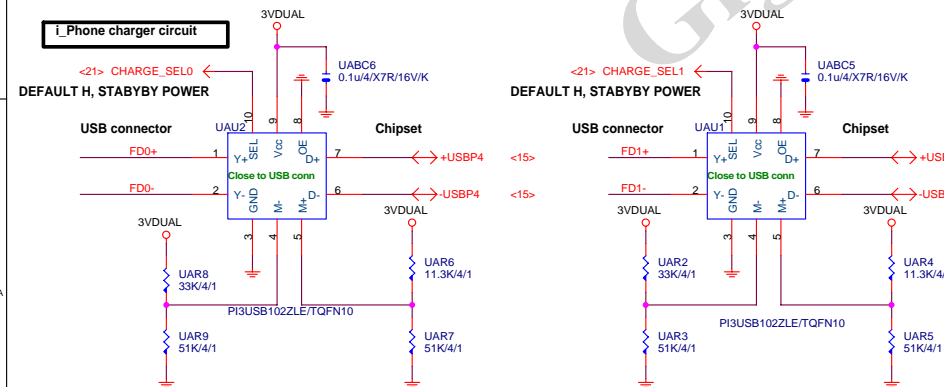 i_Phone charger circuit
3VDUAL
UABC6
0.1u/4/X7R/16V/K
<21> CHARGE_SEL0
DEFAULT H, STABYBY POWER
USB connector
UAU2
Chipset
10
9
8
SEL
Vcc
OE
FD0+
1
Y+
D+
7
+USBP4
<15>
Close to USB conn
FD0-
2
Y-
D-
6
-USBP4
<15>
GND
M-
M+
3
4
5
3VDUAL
UAR8
33K/4/1
UAR9
51K/4/1
PI3USB102ZLE/TQFN10
3VDUAL
UAR6
11.3K/4/1
UAR7
51K/4/1
3VDUAL
UABC5
0.1u/4/X7R/16V/K
<21> CHARGE_SEL1
DEFAULT H, STABYBY POWER
USB connector
UAU1
Chipset
10
9
8
SEL
Vcc
OE
FD1+
1
Y+
D+
7
+US
Close to USB conn
FD1-
2
Y-
D-
6
-USB
GND
M-
M+
3
4
5
3VDUAL
UAR2
33K/4/1
UAR3
51K/4/1
PI3USB102ZLE/TQFN10
3VDUAL
UAR4
11.3K/4/
UAR5
51K/4/1
A